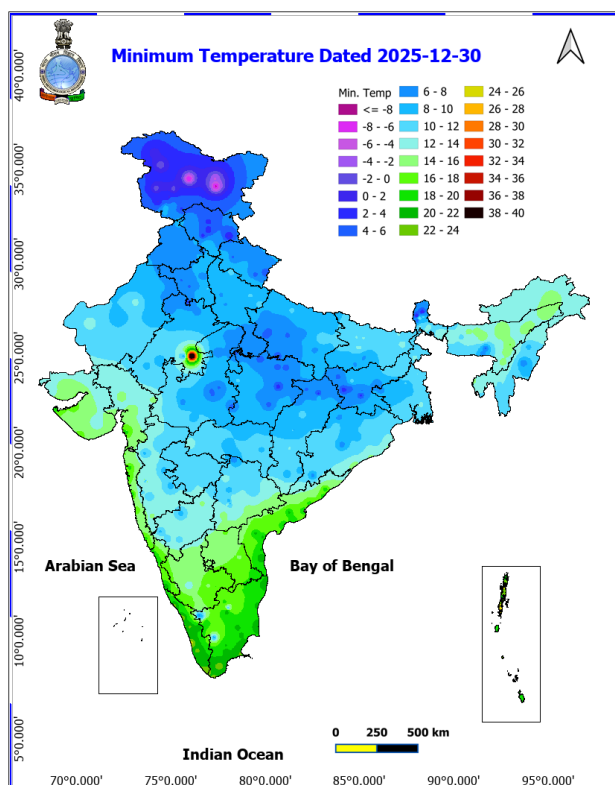 Minimum Temperature Dated 2025-12-30
Min. Temp
<= -8
-8 - -6
-6 - -4
-4 - -2
-2 - 0
0 - 2
2 - 4
4 - 6
6 - 8
8 - 10
10 - 12
12 - 14
14 - 16
16 - 18
18 - 20
20 - 22
22 - 24
24 - 26
26 - 28
28 - 30
30 - 32
32 - 34
34 - 36
36 - 38
38 - 40
40°0.000'
35°0.000'
30°0.000'
25°0.000'
20°0.000'
15°0.000'
10°0.000'
5°0.000'
Arabian Sea
Bay of Bengal
Indian Ocean
0 250 500 km
70°0.000' 75°0.000' 80°0.000' 85°0.000' 90°0.000' 95°0.000'